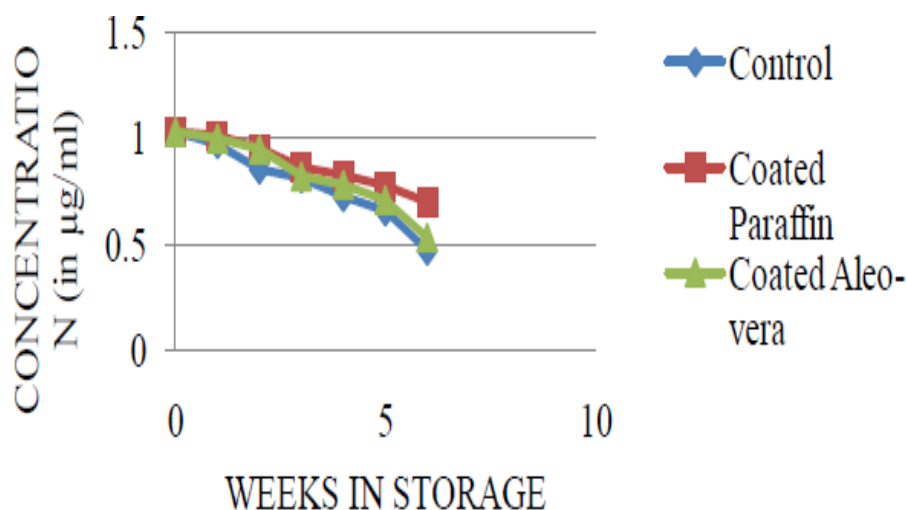 CONCENTRATIO
N (in µg/ml)
1.5
1
0.5
0
0 5 10
WEEKS IN STORAGE
Control
Coated
Paraffin
Coated Aleo-
vera